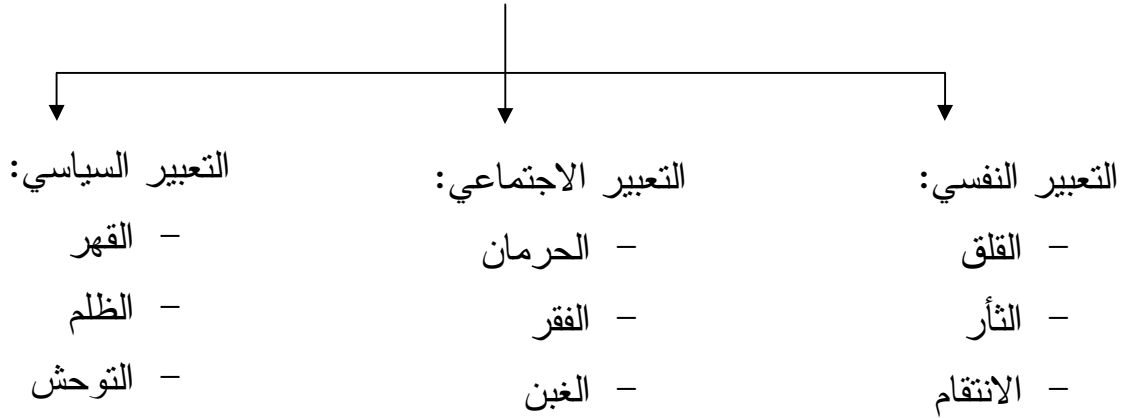 التعبير النفسي:
- القلق
- الثأر
- الانتقام
التعبير الاجتماعي:
- الحرمان
- الفقر
- الغبن
التعبير السياسي:
- القهر
- الظلم
- التوحش